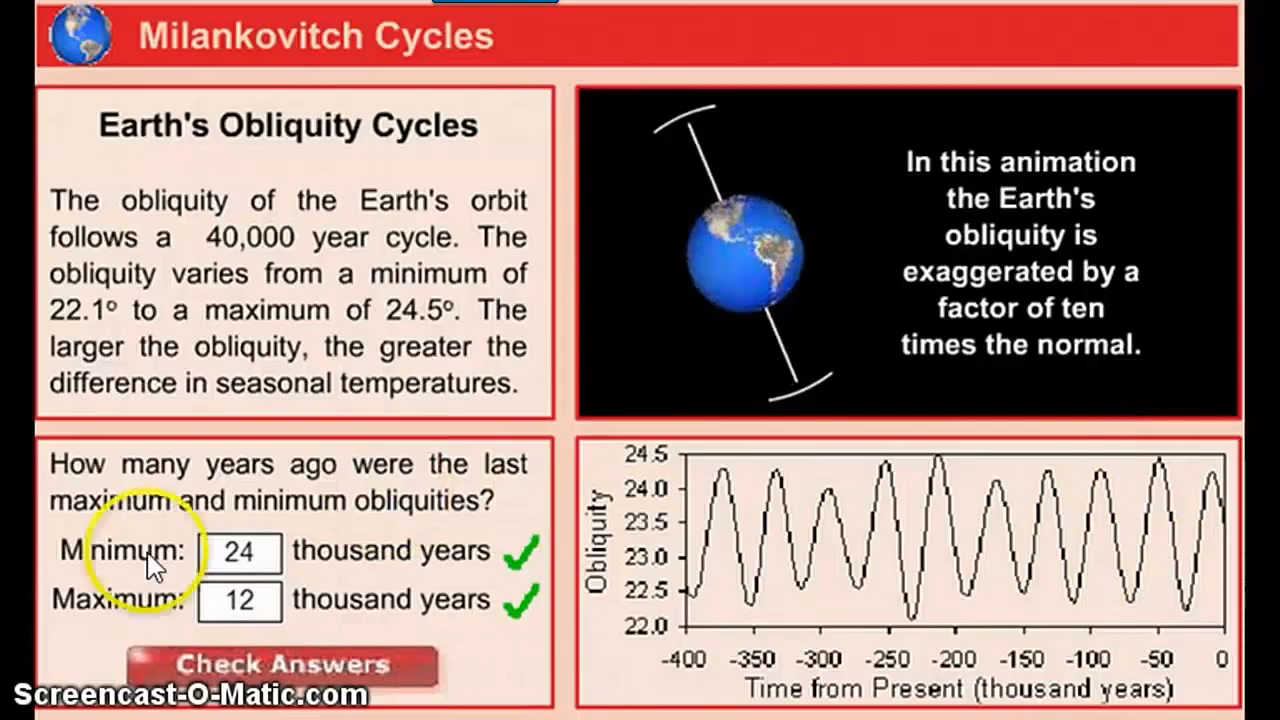 Milankovitch Cycles
Earth's Obliquity Cycles
The obliquity of the Earth's orbit
follows a 40,000 year cycle. The
obliquity varies from a minimum of
22.1º to a maximum of 24.5º. The
larger the obliquity, the greater the
difference in seasonal temperatures.
In this animation
the Earth's
obliquity is
exaggerated by a
factor of ten
times the normal.
How many years ago were the last
maximum and minimum obliquities?
Minimum: 24 thousand years
Maximum: 12 thousand years
Check Answers
Obliquity
24.5
24.0
23.5
23.0
22.5
22.0
-400 -350 -300 -250 -200 -150 -100 -50 0
Time from Present (thousand years)
Screencast-O-Matic.com